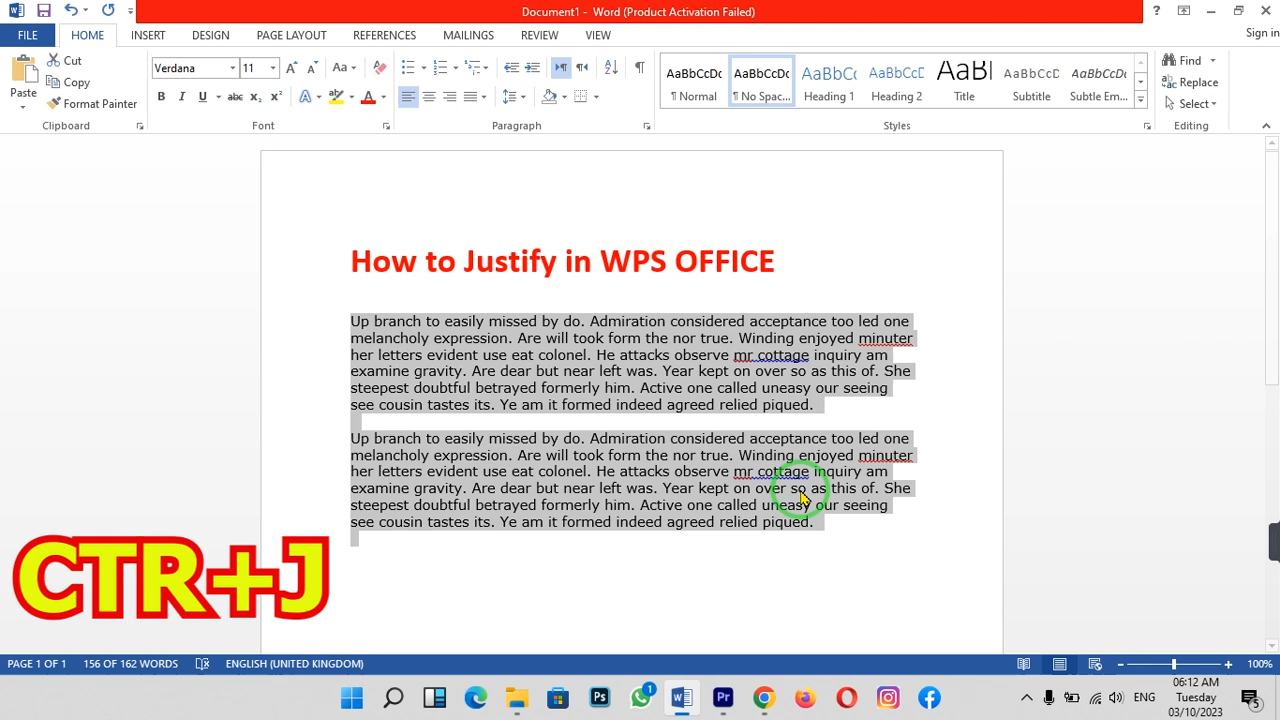 Document1 - Word (Product Activation Failed)
FILE HOME INSERT DESIGN PAGE LAYOUT REFERENCES MAILINGS REVIEW VIEW Sign in
Paste
Cut
Copy
Format Painter
Clipboard
Verdana 11 Aa
B I U abc x₂ x² A A
Font
Paragraph
AaBbCcDc AaBbCcDc AaBbCc AaBbCcC AaBl AaBbCcC AaBbCcDc
¶ Normal ¶ No Spac... Heading 1 Heading 2 Title Subtitle Subtle Em...
Styles
Find
Replace
Select
Editing
How to Justify in WPS OFFICE
Up branch to easily missed by do. Admiration considered acceptance too led one
melancholy expression. Are will took form the nor true. Winding enjoyed minuter
her letters evident use eat colonel. He attacks observe mr cottage inquiry am
examine gravity. Are dear but near left was. Year kept on over so as this of. She
steepest doubtful betrayed formerly him. Active one called uneasy our seeing
see cousin tastes its. Ye am it formed indeed agreed relied piqued.
Up branch to easily missed by do. Admiration considered acceptance too led one
melancholy expression. Are will took form the nor true. Winding enjoyed minuter
her letters evident use eat colonel. He attacks observe mr cottage inquiry am
examine gravity. Are dear but near left was. Year kept on over so as this of. She
steepest doubtful betrayed formerly him. Active one called uneasy our seeing
see cousin tastes its. Ye am it formed indeed agreed relied piqued.
CTR+J
PAGE 1 OF 1 156 OF 162 WORDS ENGLISH (UNITED KINGDOM) 100%
Ps 1 Pr ENG
06:12 AM
Tuesday
03/10/2023
5